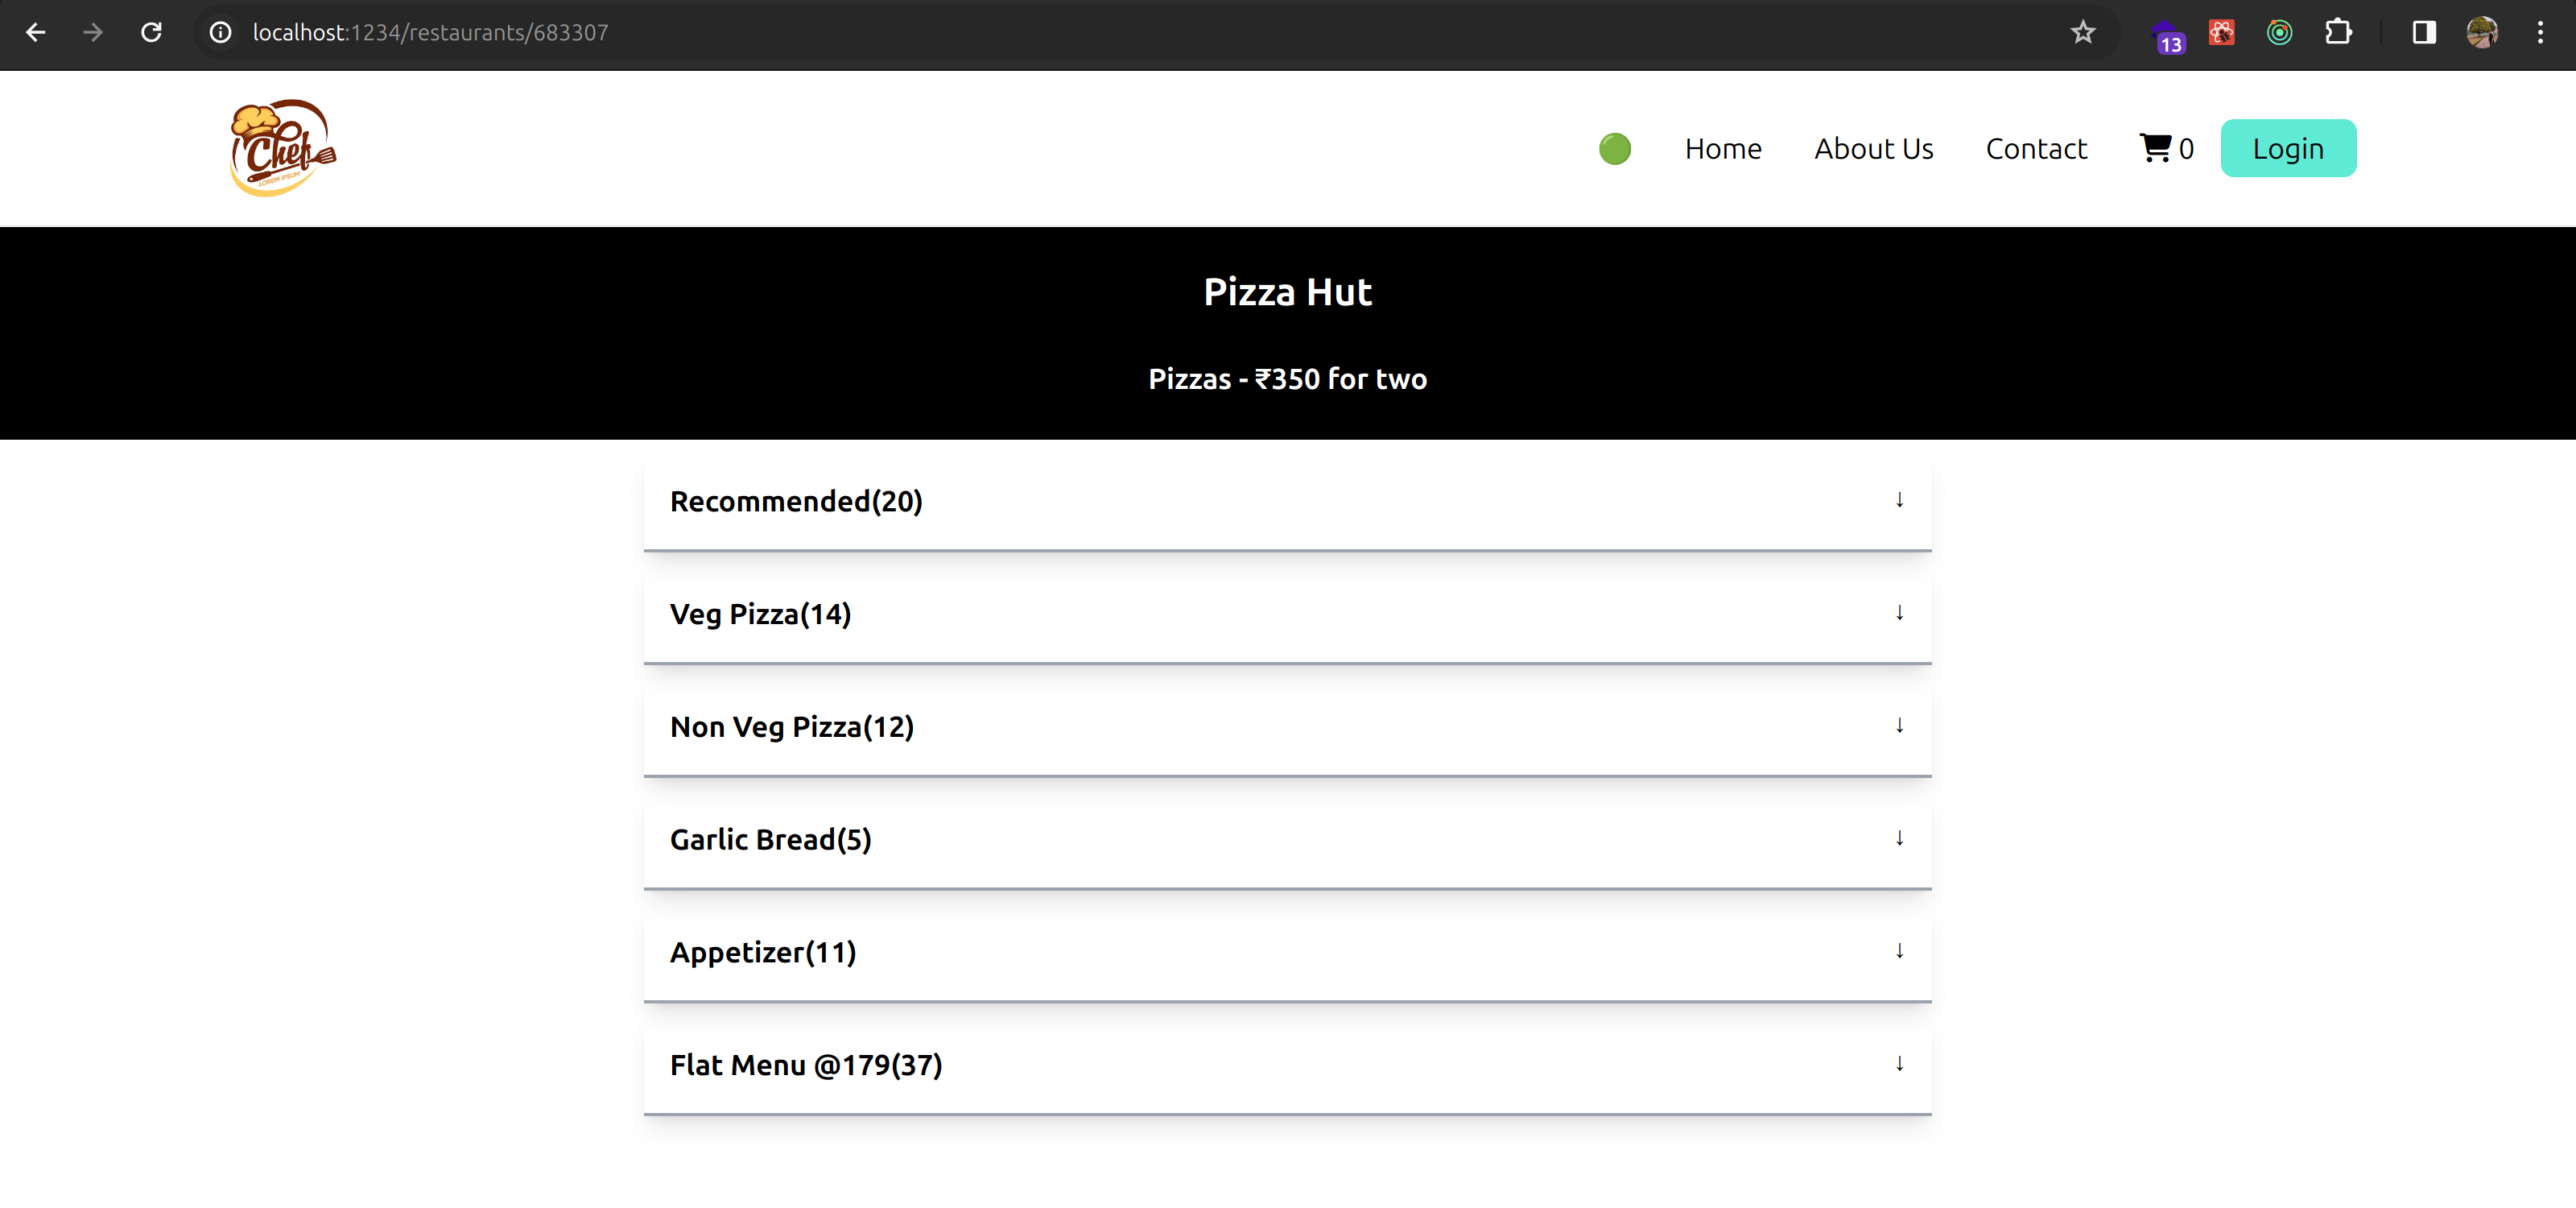 localhost:1234/restaurants/683307
13
Chef
LOREM IPSUM
Home About Us Contact 0 Login
Pizza Hut
Pizzas - ₹350 for two
Recommended(20) ↓
Veg Pizza(14) ↓
Non Veg Pizza(12) ↓
Garlic Bread(5) ↓
Appetizer(11) ↓
Flat Menu @179(37) ↓